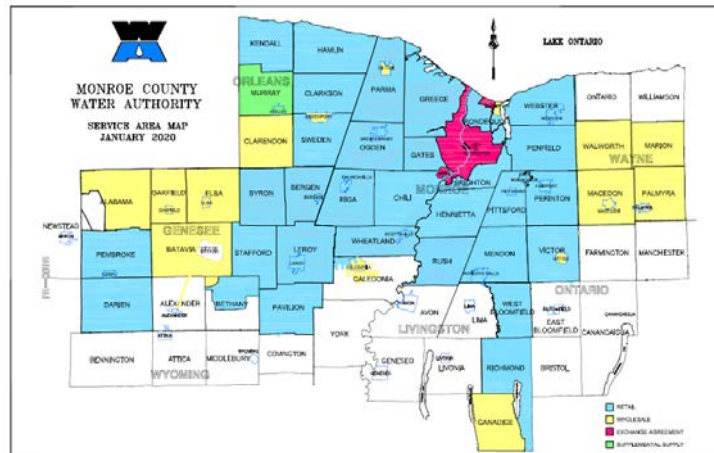 MONROE COUNTY
WATER AUTHORITY
SERVICE AREA MAP
JANUARY 2020
LAKE ONTARIO
KENDALL
HAMLIN
ORLEANS
MURRAY
CLARKSON
PARMA
GREECE
WEBSTER
ONTARIO
WILLIAMSON
CLARENDON
SWEDEN
OGDEN
GATES
PENFIELD
WALWORTH
MARION
WAYNE
ALABAMA
OAKFIELD
ELBA
BYRON
BERGEN
RIGA
CHILI
MONROE
BRIGHTON
HENRIETTA
PITTSFORD
PERINTON
MACEDON
PALMYRA
GENESEE
NEWSTEAD
PEMBROKE
BATAVIA
STAFFORD
LEROY
WHEATLAND
CALEDONIA
RUSH
MENDON
VICTOR
FARMINGTON
MANCHESTER
DARIEN
ALEXANDER
BETHANY
PAVILION
YORK
AVON
LIMA
LIVINGSTON
WEST
BLOOMFIELD
EAST
BLOOMFIELD
ONTARIO
CANANDAIGUA
BENNINGTON
ATTICA
MIDDLEBURY
COVINGTON
WYOMING
GENESEO
LIVONIA
RICHMOND
BRISTOL
CANADICE
RETAIL
WHOLESALE
EXCHANGE AGREEMENT
SUPPLEMENTAL SUPPLY